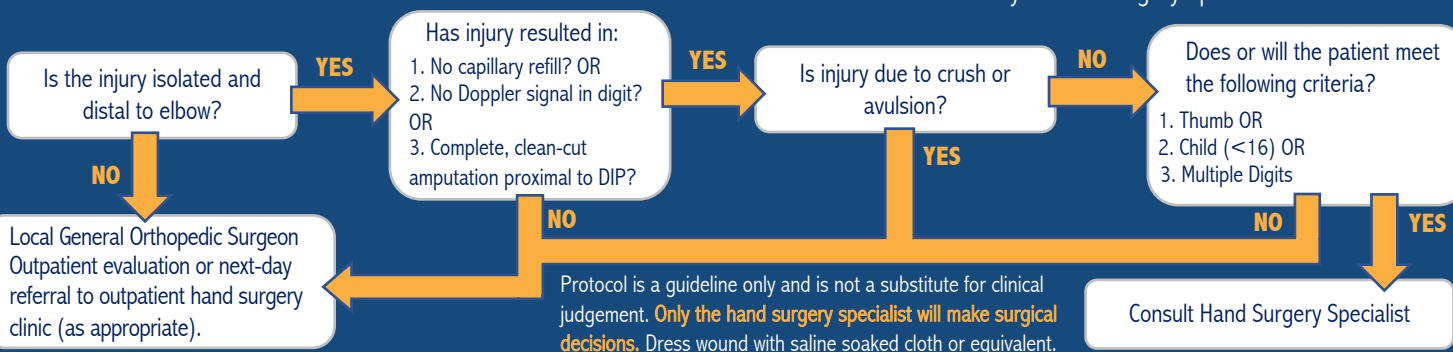 Is the injury isolated and
distal to elbow?
YES
NO
Has injury resulted in:
1. No capillary refill? OR
2. No Doppler signal in digit?
OR
3. Complete, clean-cut
amputation proximal to DIP?
YES
NO
Is injury due to crush or
avulsion?
NO
YES
Does or will the patient meet
the following criteria?
1. Thumb OR
2. Child (<16) OR
3. Multiple Digits
NO
YES
Local General Orthopedic Surgeon
Outpatient evaluation or next-day
referral to outpatient hand surgery
clinic (as appropriate).
Protocol is a guideline only and is not a substitute for clinical
judgement. Only the hand surgery specialist will make surgical
decisions. Dress wound with saline soaked cloth or equivalent.
Consult Hand Surgery Specialist